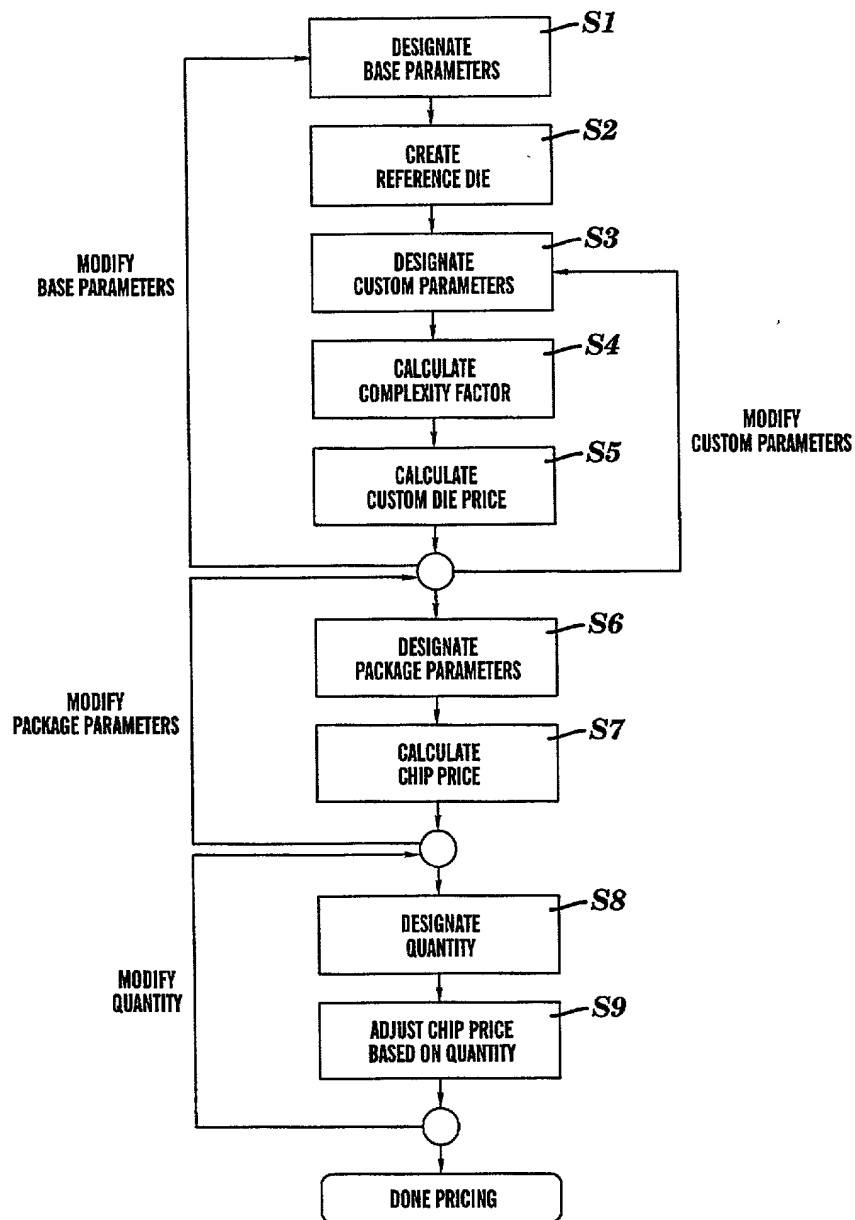 S1
DESIGNATE
BASE PARAMETERS
S2
CREATE
REFERENCE DIE
S3
DESIGNATE
CUSTOM PARAMETERS
MODIFY
BASE PARAMETERS
S4
CALCULATE
COMPLEXITY FACTOR
MODIFY
CUSTOM PARAMETERS
S5
CALCULATE
CUSTOM DIE PRICE
S6
DESIGNATE
PACKAGE PARAMETERS
MODIFY
PACKAGE PARAMETERS
S7
CALCULATE
CHIP PRICE
S8
DESIGNATE
QUANTITY
MODIFY
QUANTITY
S9
ADJUST CHIP PRICE
BASED ON QUANTITY
DONE PRICING